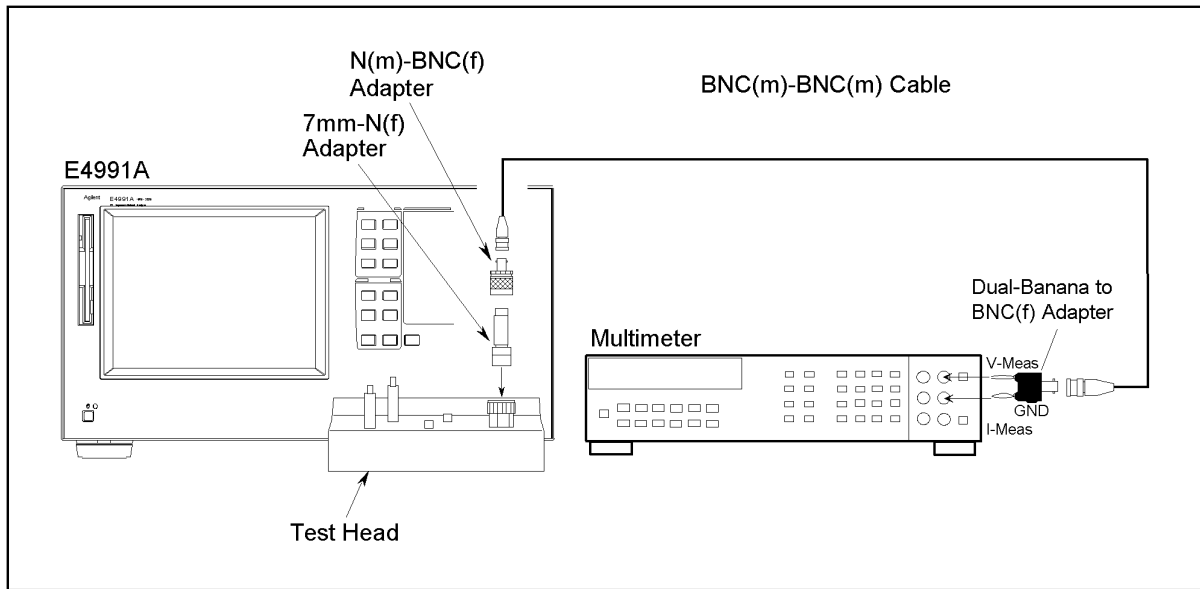 N(m)-BNC(f)
Adapter
BNC(m)-BNC(m) Cable
7mm-N(f)
Adapter
E4991A
Agilent
E4991A
Dual-Banana to
BNC(f) Adapter
Multimeter
V-Meas
GND
I-Meas
Test Head